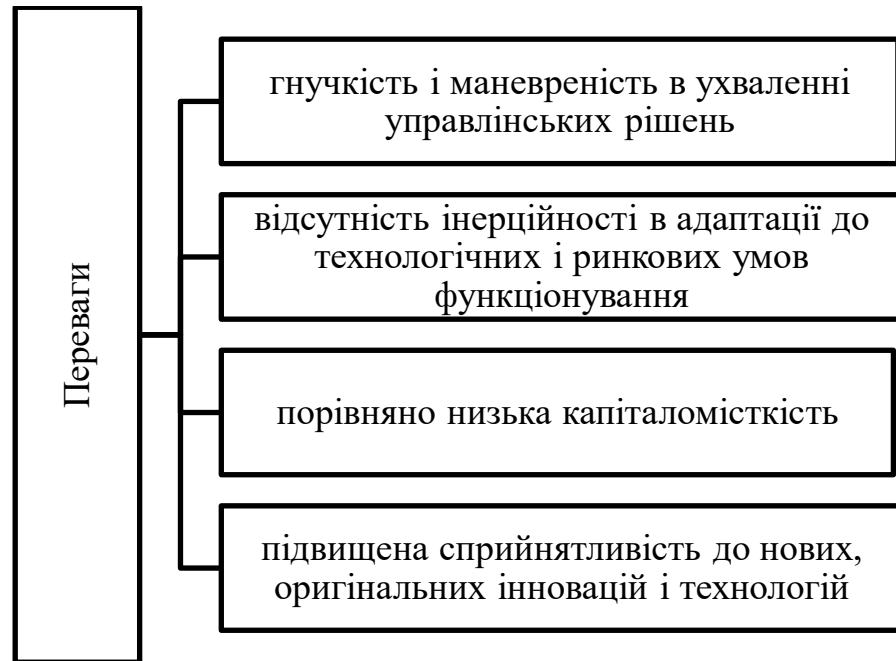 Переваги
гнучкість і маневреність в ухваленні
управлінських рішень
відсутність інерційності в адаптації до
технологічних і ринкових умов
функціонування
порівняно низька капіталомісткість
підвищена сприйнятливість до нових,
оригінальних інновацій і технологій